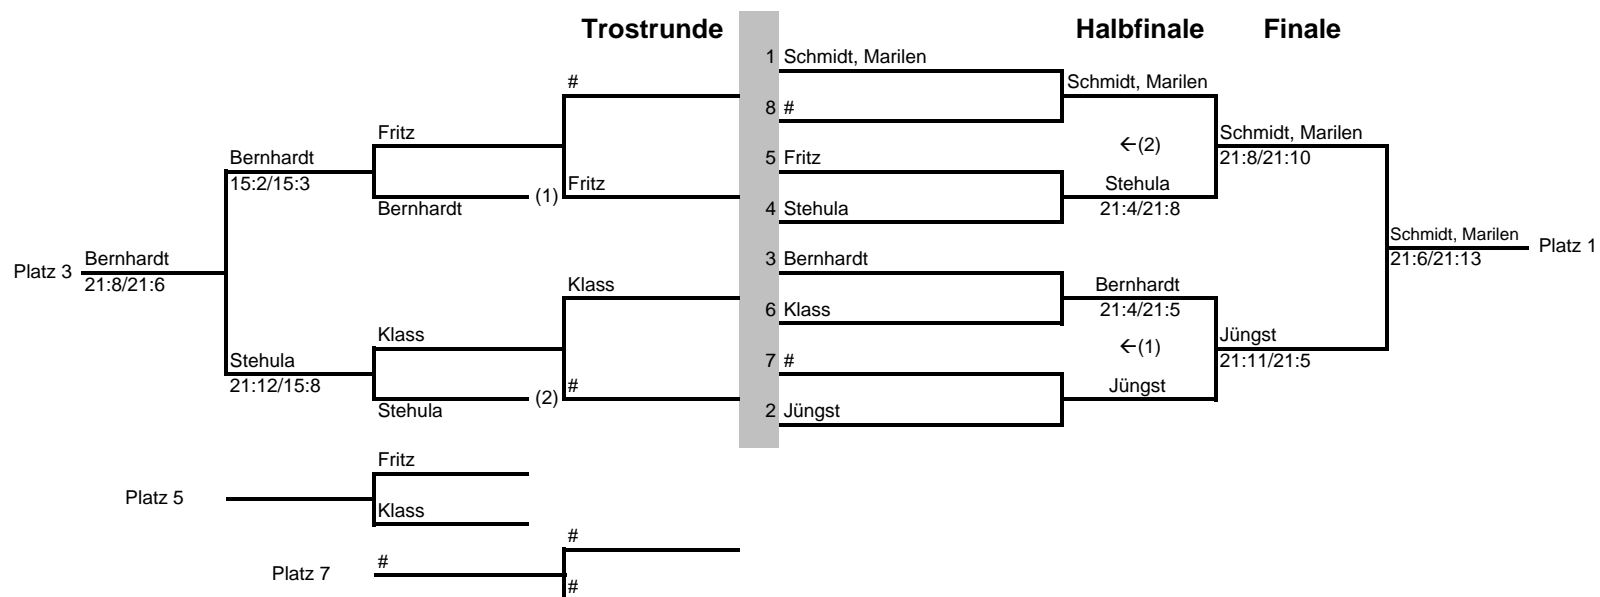 Trostrunde
Halbfinale
Finale
1 Schmidt, Marilen
#
Schmidt, Marilen
8 #
Fritz
Schmidt, Marilen
←(2)
Bernhardt
5 Fritz
21:8/21:10
15:2/15:3
Fritz
Stehula
(1)
Bernhardt
4 Stehula
21:4/21:8
Schmidt, Marilen
Platz 1
Bernhardt
3 Bernhardt
21:6/21:13
Platz 3
21:8/21:6
Klass
Bernhardt
6 Klass
21:4/21:5
Klass
Jüngst
←(1)
Stehula
7 #
21:11/21:5
21:12/15:8
#
Jüngst
(2)
Stehula
2 Jüngst
Fritz
Platz 5
Klass
#
#
Platz 7
#